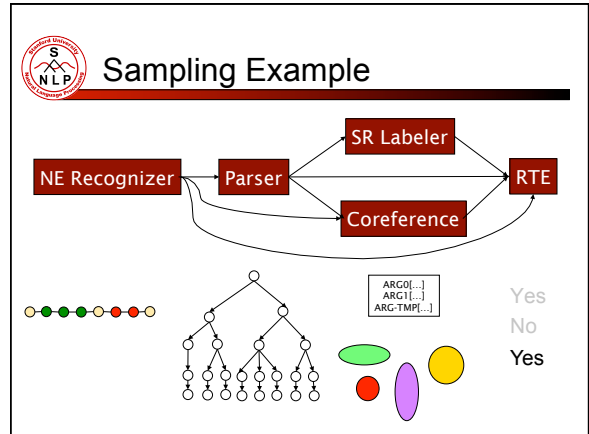 Stanford University
S
N L P
Natural Language Processing
Sampling Example
SR Labeler
NE Recognizer
Parser
RTE
Coreference
ARG0[...]
ARG1[...]
ARG-TMP[...]
Yes
No
Yes